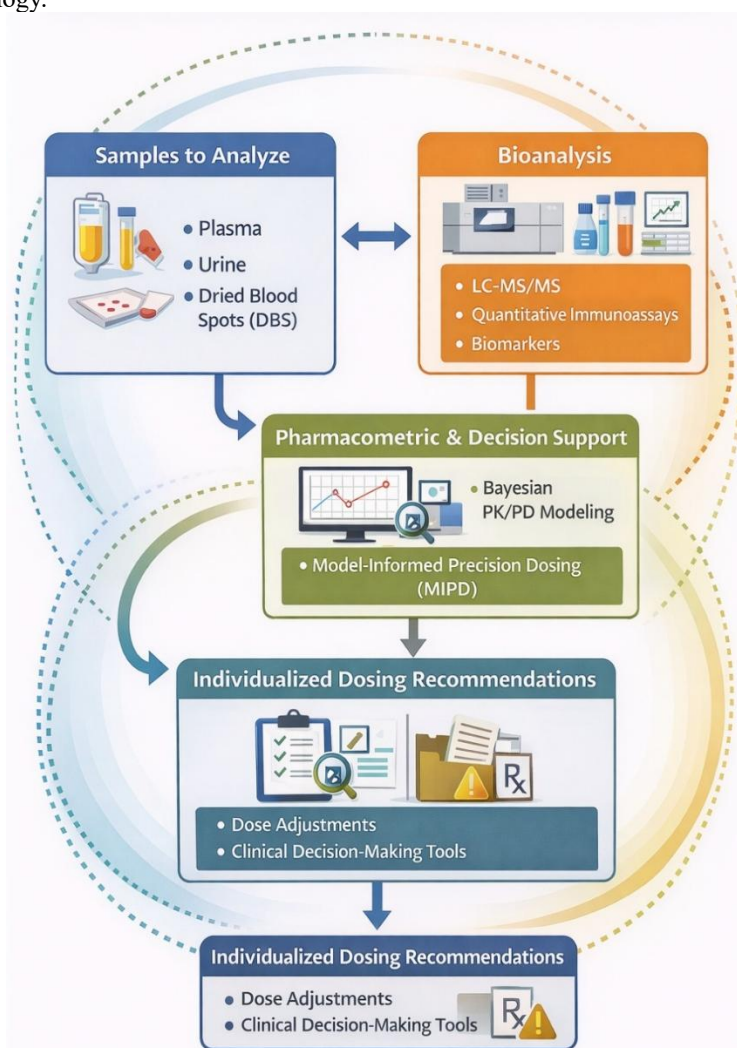 ology.
Samples to Analyze
• Plasma
• Urine
• Dried Blood
Spots (DBS)
Bioanalysis
• LC-MS/MS
• Quantitative Immunoassays
• Biomarkers
Pharmacometric & Decision Support
• Bayesian
PK/PD Modeling
• Model-Informed Precision Dosing
(MIPD)
Individualized Dosing Recommendations
Rx
• Dose Adjustments
• Clinical Decision-Making Tools
Individualized Dosing Recommendations
• Dose Adjustments
• Clinical Decision-Making Tools
Rx